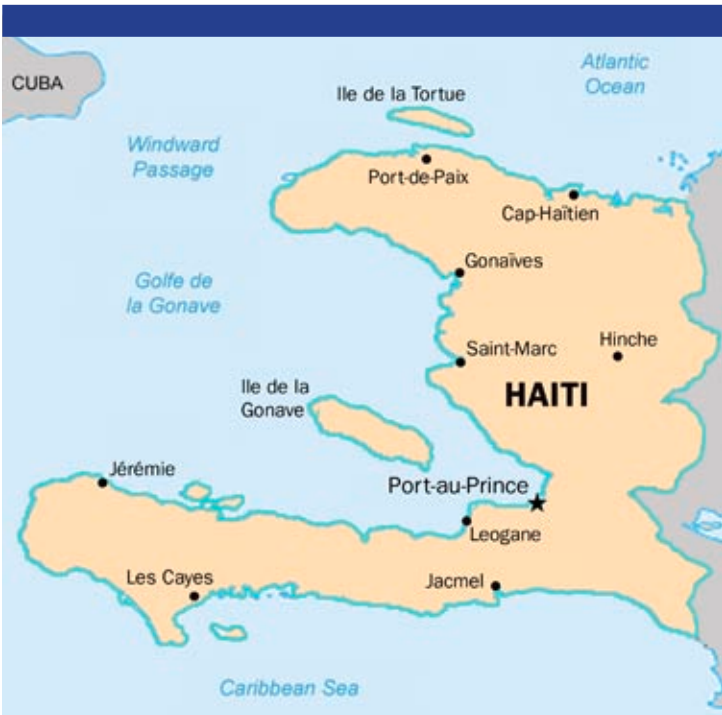 CUBA
Atlantic
Ocean
Ile de la Tortue
Windward
Passage
Port-de-Paix
Cap-Haïtien
Gonaïves
Golfe de
la Gonave
Saint-Marc
Hinche
HAITI
Ile de la
Gonave
Jérémie
Port-au-Prince
Leogane
Les Cayes
Jacmel
Caribbean Sea